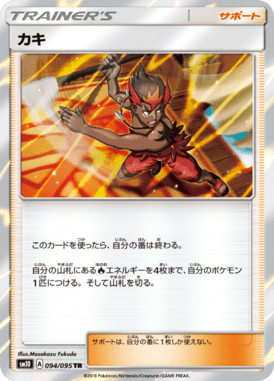 TRAINER'S
サポート
カキ
このカードを使ったら、自分の番は終わる。
自分の山札にある🔥エネルギーを4枚まで、自分のポケモン
1匹につける。そして山札を切る。
Illus.Masakazu Fukuda
サポートは、自分の番に1枚しか使えない。
sm10 A 094/095 TR
©2019 Pokémon/Nintendo/Creatures/GAME FREAK.